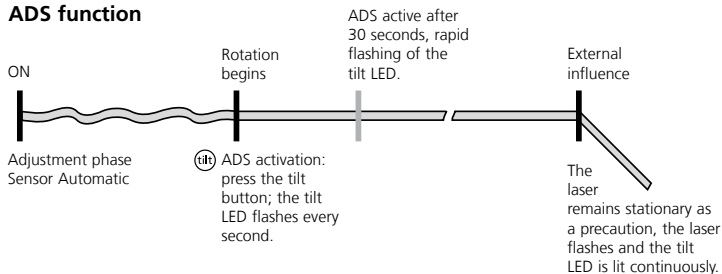 ADS function
ON
Rotation
begins
ADS active after
30 seconds, rapid
flashing of the
tilt LED.
External
influence
Adjustment phase
Sensor Automatic
tilt
ADS activation:
press the tilt
button; the tilt
LED flashes every
second.
The
laser
remains stationary as
a precaution, the laser
flashes and the tilt
LED is lit continuously.